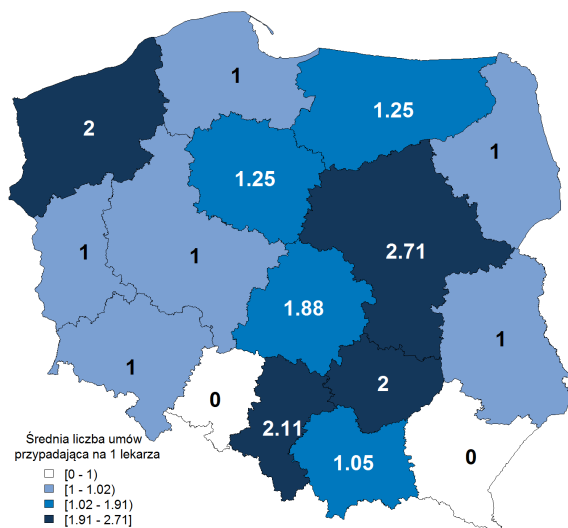 1
2
1.25
1
1.25
1
1
2.71
1.88
1
1
2
0
2.11
0
1.05
Średnia liczba umów
przypadająca na 1 lekarza
[0 - 1)
[1 - 1.02)
[1.02 - 1.91)
[1.91 - 2.71]